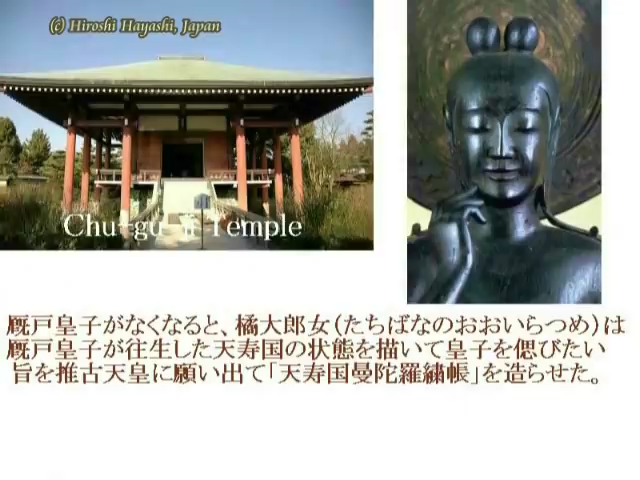 (c) Hiroshi Hayashi, Japan
Chu-gu-ji Temple
厩戸皇子がなくなると、橘大郎女(たちばなのおおいらつめ)は
厩戸皇子が往生した天寿国の状態を描いて皇子を偲びたい
旨を推古天皇に願い出て「天寿国曼陀羅繍帳」を造らせた。